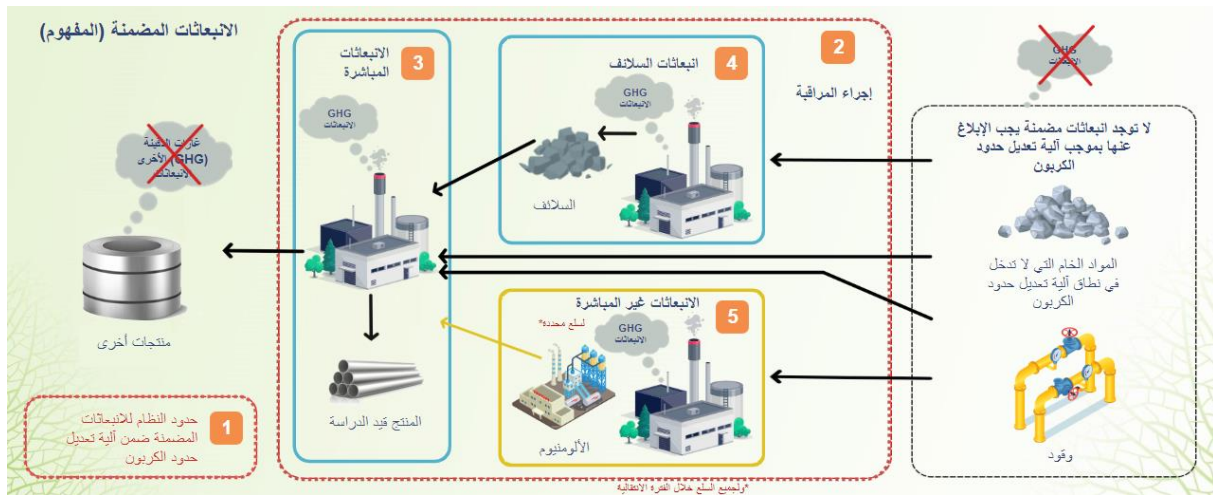 الانبعاثات المضمنة (المفهوم)
GHG
الانبعاثات
لا توجد انبعاثات مضمنة يجب الإبلاغ
عنها بموجب آلية تعديل حدود
الكربون
المواد الخام التي لا تدخل
في نطاق آلية تعديل حدود
الكربون
وقود
2
إجراء المراقبة
4
انبعاثات السلائف
GHG
الانبعاثات
السلائف
5
الانبعاثات غير المباشرة
لسلع محددة*
GHG
الانبعاثات
الألومنيوم
3
الانبعاثات
المباشرة
GHG
الانبعاثات
المنتج قيد الدراسة
غازات الدفيئة
(GHG) الأخرى
الانبعاثات
منتجات أخرى
1
حدود النظام للانبعاثات
المضمنة ضمن آلية تعديل
حدود الكربون
*ولجميع السلع خلال الفترة الانتقالية